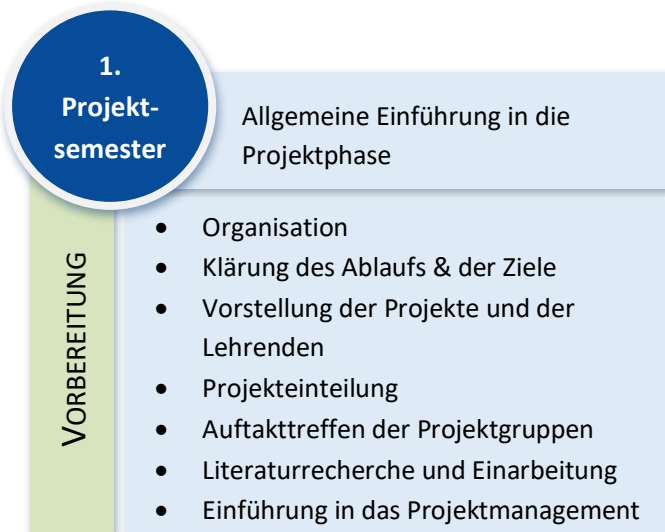 1.
Projekt-
semester
Allgemeine Einführung in die
Projektphase
VORBEREITUNG
• Organisation
• Klärung des Ablaufs & der Ziele
• Vorstellung der Projekte und der
Lehrenden
• Projekteinteilung
• Auftakttreffen der Projektgruppen
• Literaturrecherche und Einarbeitung
• Einführung in das Projektmanagement